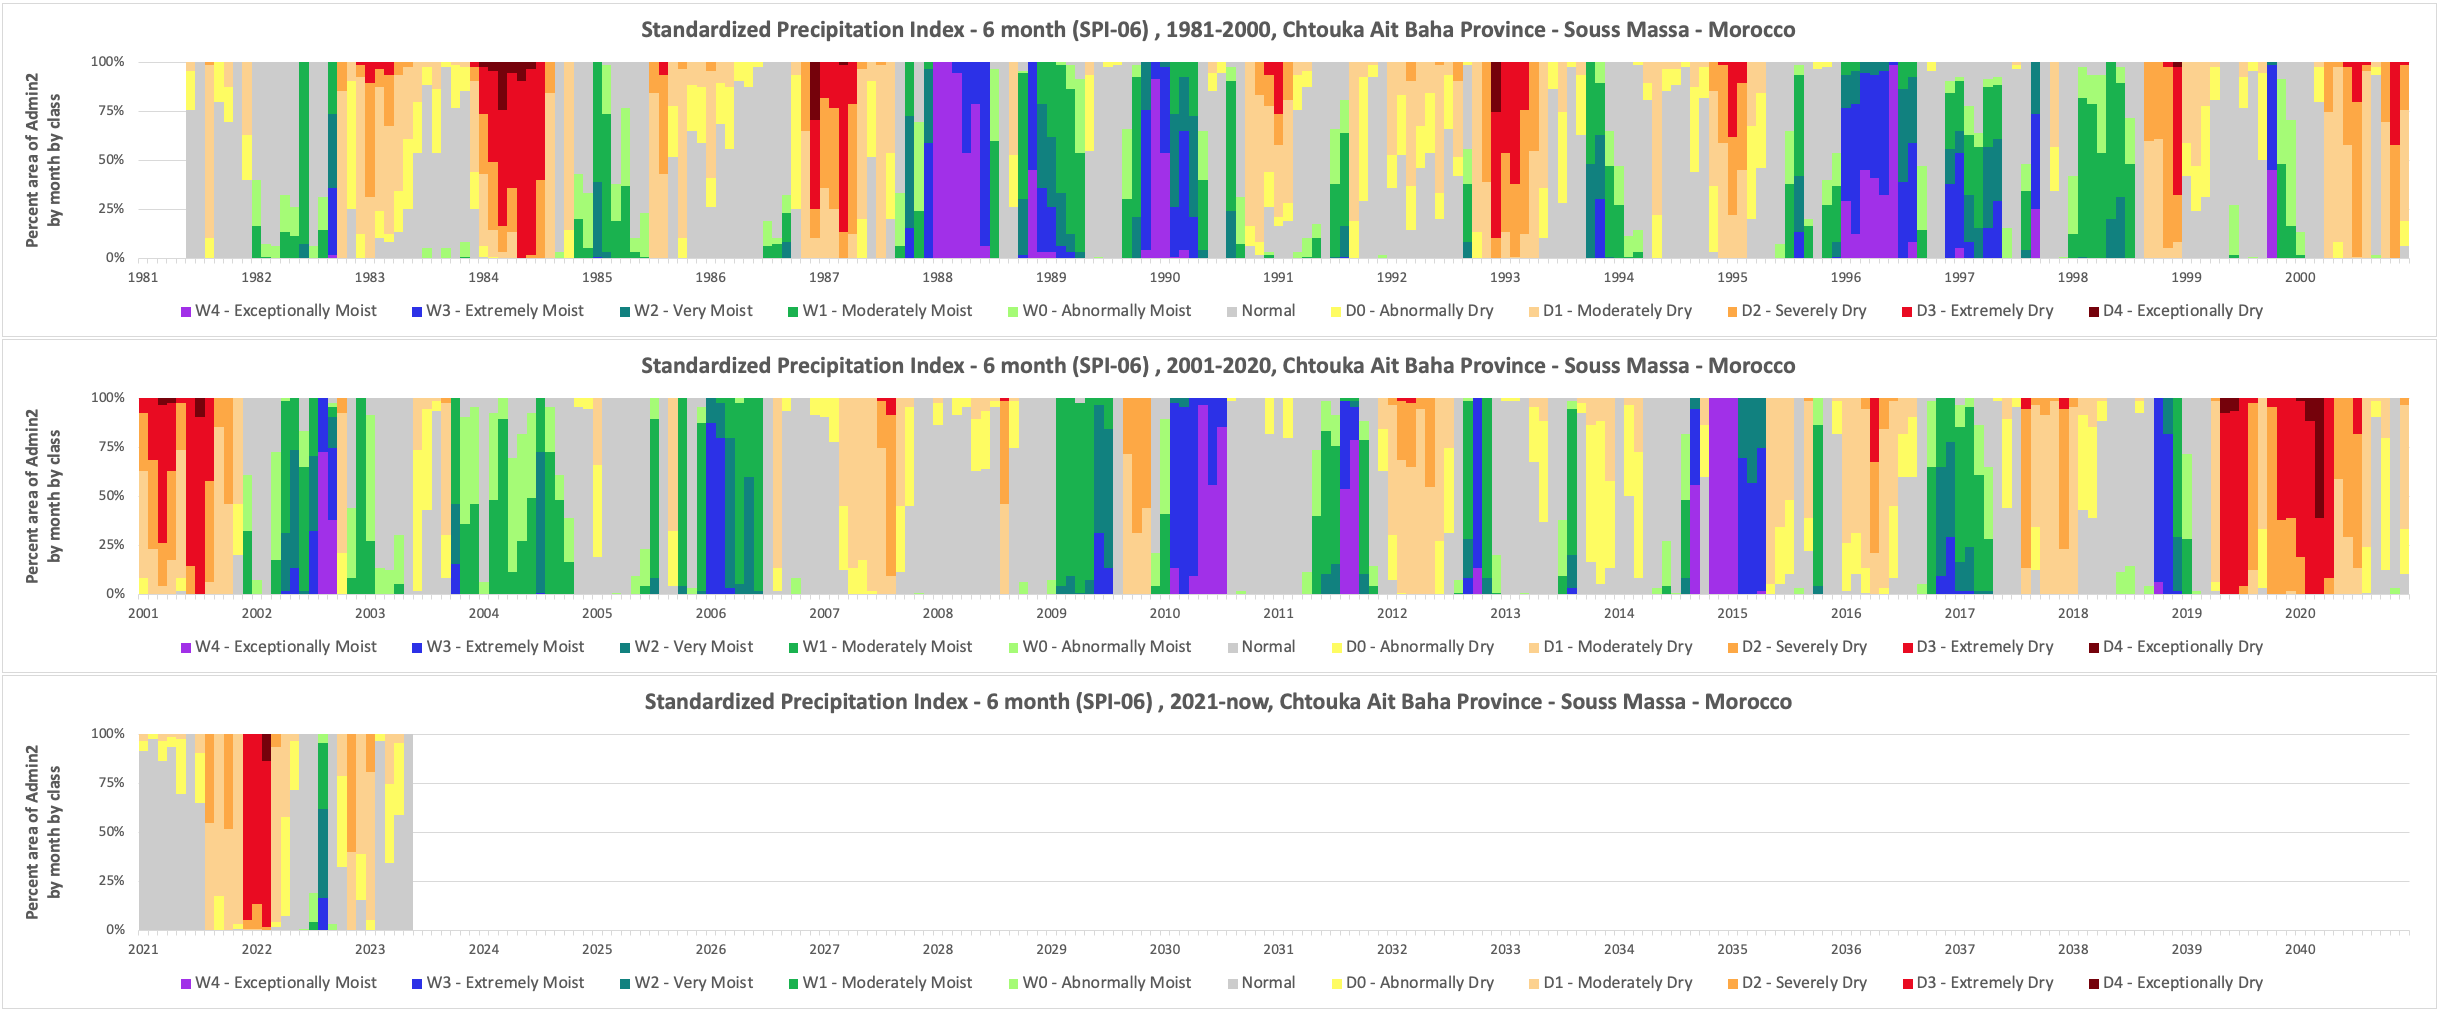 Standardized Precipitation Index - 6 month (SPI-06) , 1981-2000, Chtouka Ait Baha Province - Souss Massa - Morocco
Percent area of Admin2
by month by class
100%
75%
50%
25%
0%
1981 1982 1983 1984 1985 1986 1987 1988 1989 1990 1991 1992 1993 1994 1995 1996 1997 1998 1999 2000
W4 - Exceptionally Moist W3 - Extremely Moist W2 - Very Moist W1 - Moderately Moist W0 - Abnormally Moist Normal D0 - Abnormally Dry D1 - Moderately Dry D2 - Severely Dry D3 - Extremely Dry D4 - Exceptionally Dry
Standardized Precipitation Index - 6 month (SPI-06) , 2001-2020, Chtouka Ait Baha Province - Souss Massa - Morocco
Percent area of Admin2
by month by class
100%
75%
50%
25%
0%
2001 2002 2003 2004 2005 2006 2007 2008 2009 2010 2011 2012 2013 2014 2015 2016 2017 2018 2019 2020
W4 - Exceptionally Moist W3 - Extremely Moist W2 - Very Moist W1 - Moderately Moist W0 - Abnormally Moist Normal D0 - Abnormally Dry D1 - Moderately Dry D2 - Severely Dry D3 - Extremely Dry D4 - Exceptionally Dry
Standardized Precipitation Index - 6 month (SPI-06) , 2021-now, Chtouka Ait Baha Province - Souss Massa - Morocco
Percent area of Admin2
by month by class
100%
75%
50%
25%
0%
2021 2022 2023 2024 2025 2026 2027 2028 2029 2030 2031 2032 2033 2034 2035 2036 2037 2038 2039 2040
W4 - Exceptionally Moist W3 - Extremely Moist W2 - Very Moist W1 - Moderately Moist W0 - Abnormally Moist Normal D0 - Abnormally Dry D1 - Moderately Dry D2 - Severely Dry D3 - Extremely Dry D4 - Exceptionally Dry